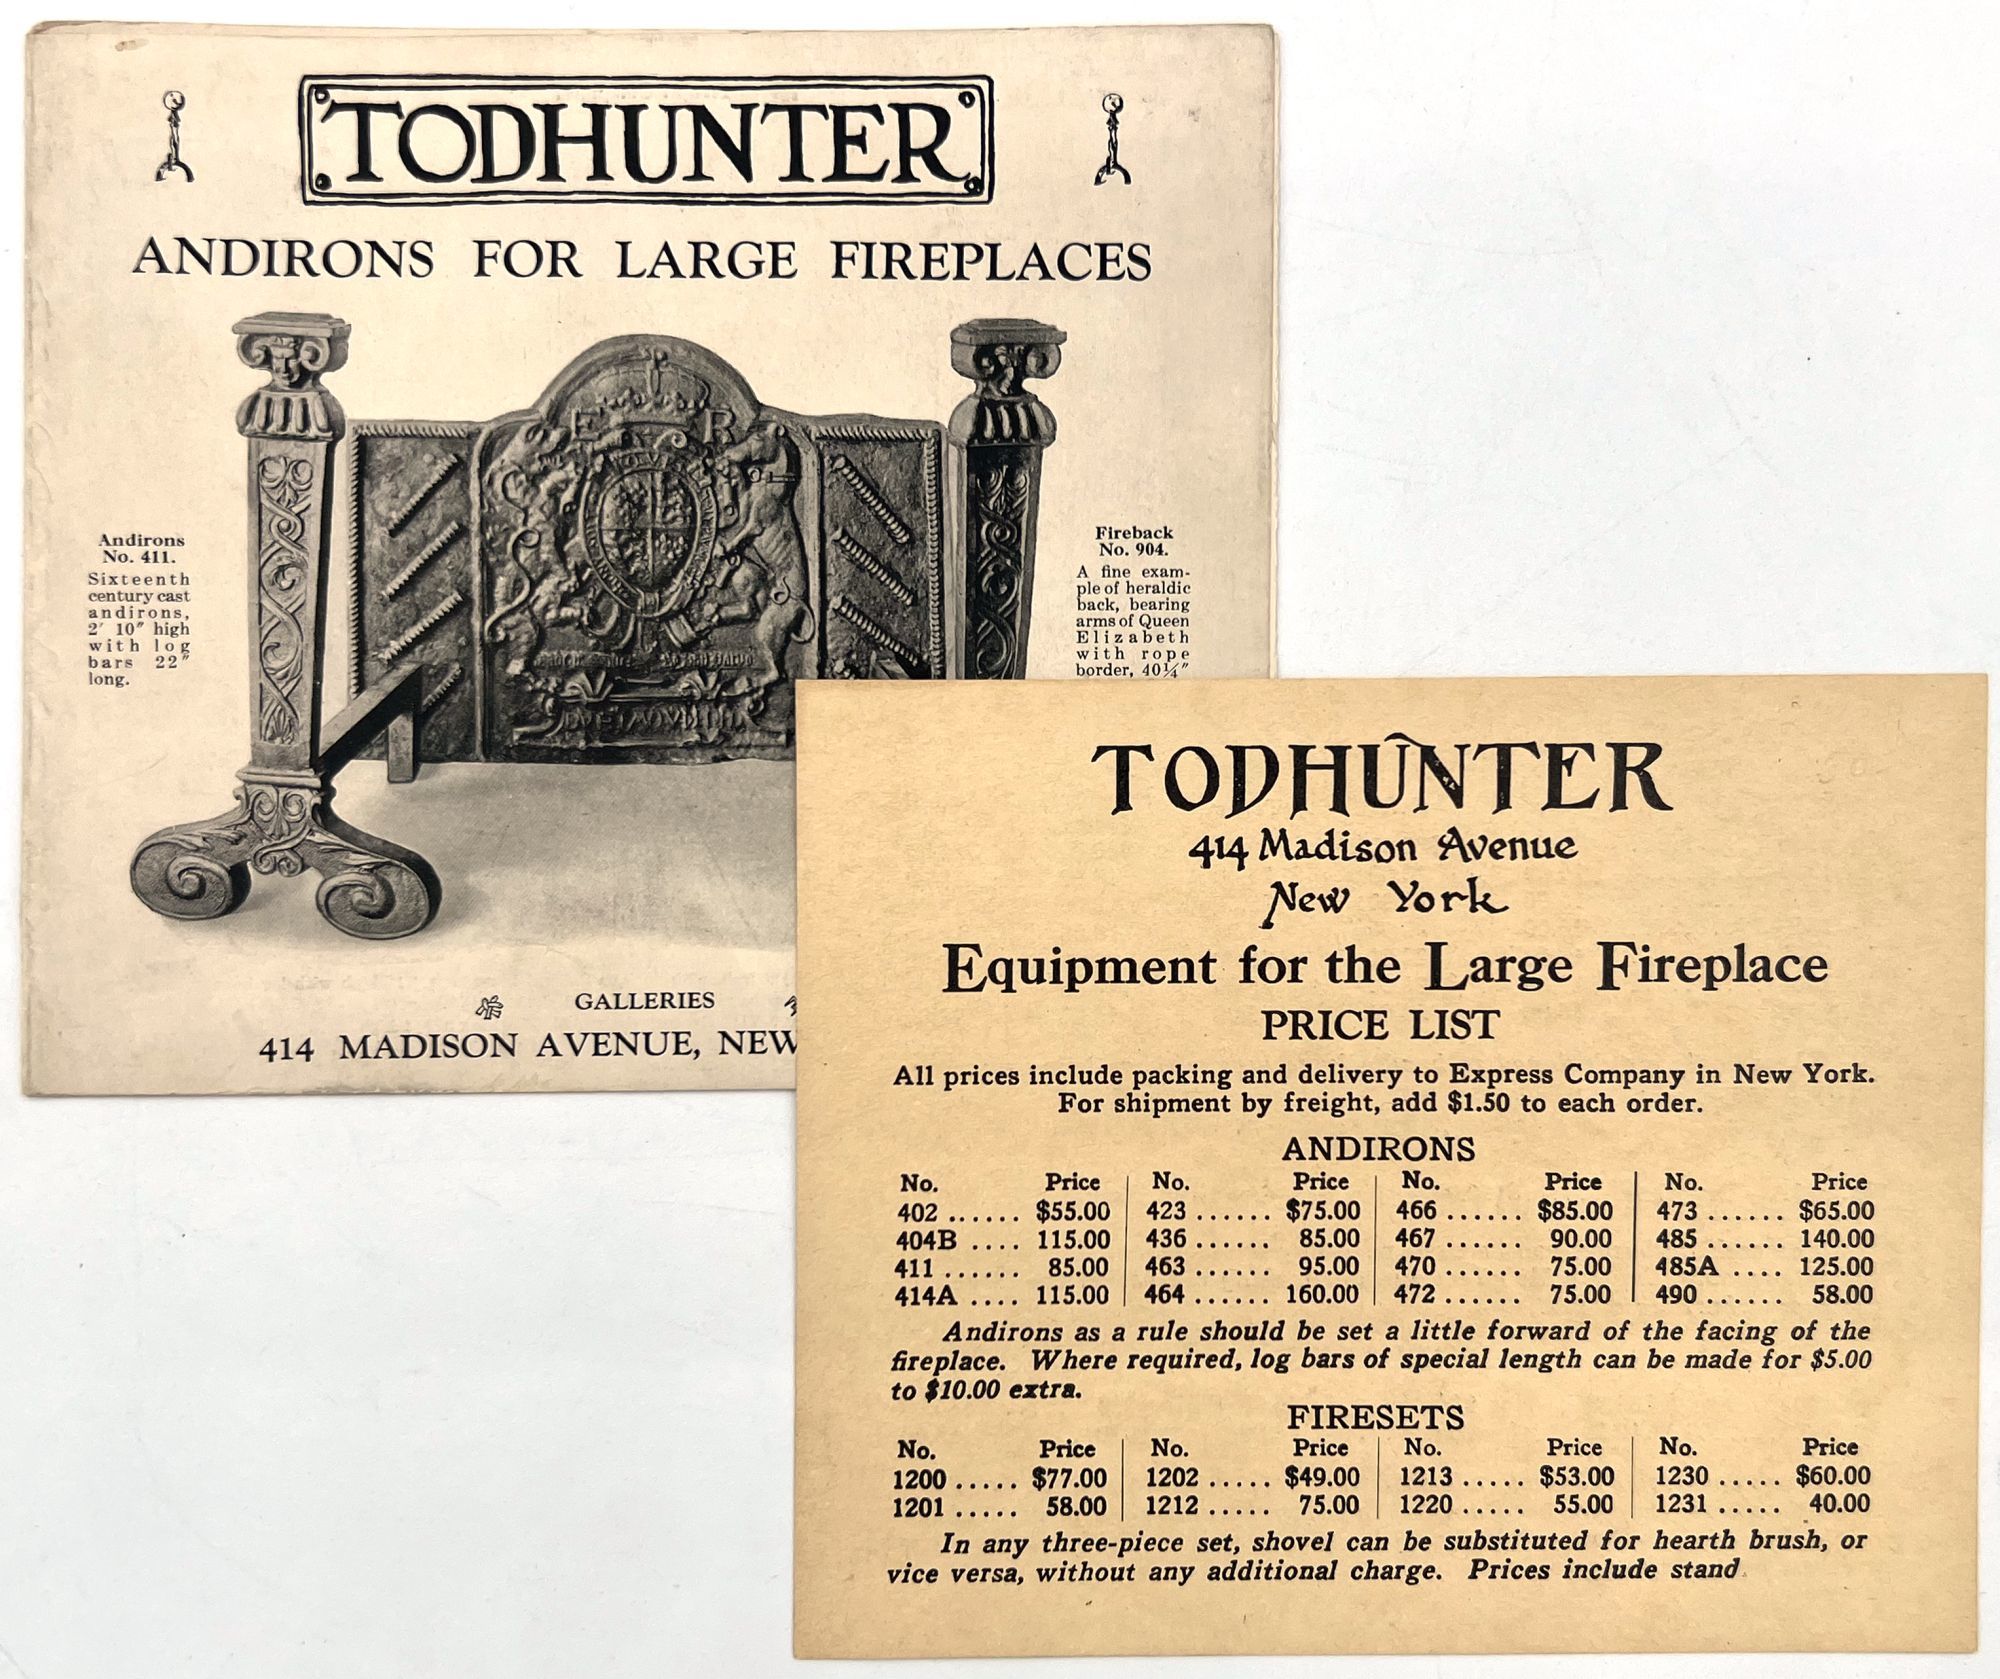 TODHUNTER
ANDIRONS FOR LARGE FIREPLACES
E R
Andirons
No. 411.
Sixteenth
century cast
andirons,
2' 10" high
with log
bars 22"
long.
Fireback
No. 904.
A fine exam-
ple of heraldic
back, bearing
arms of Queen
Elizabeth
with rope
border, 40¼"
GALLERIES
414 MADISON AVENUE, NEW
TODHUNTER
414 Madison Avenue
New York
Equipment for the Large Fireplace
PRICE LIST
All prices include packing and delivery to Express Company in New York.
For shipment by freight, add $1.50 to each order.
ANDIRONS
No. Price No. Price No. Price No. Price
402 ...... $55.00 423 ...... $75.00 466 ...... $85.00 473 ...... $65.00
404B .... 115.00 436 ...... 85.00 467 ...... 90.00 485 ...... 140.00
411 ...... 85.00 463 ...... 95.00 470 ...... 75.00 485A .... 125.00
414A .... 115.00 464 ...... 160.00 472 ...... 75.00 490 ...... 58.00
Andirons as a rule should be set a little forward of the facing of the
fireplace. Where required, log bars of special length can be made for $5.00
to $10.00 extra.
FIRESETS
No. Price No. Price No. Price No. Price
1200 ..... $77.00 1202 ..... $49.00 1213 ..... $53.00 1230 ..... $60.00
1201 ..... 58.00 1212 ..... 75.00 1220 ..... 55.00 1231 ..... 40.00
In any three-piece set, shovel can be substituted for hearth brush, or
vice versa, without any additional charge. Prices include stand